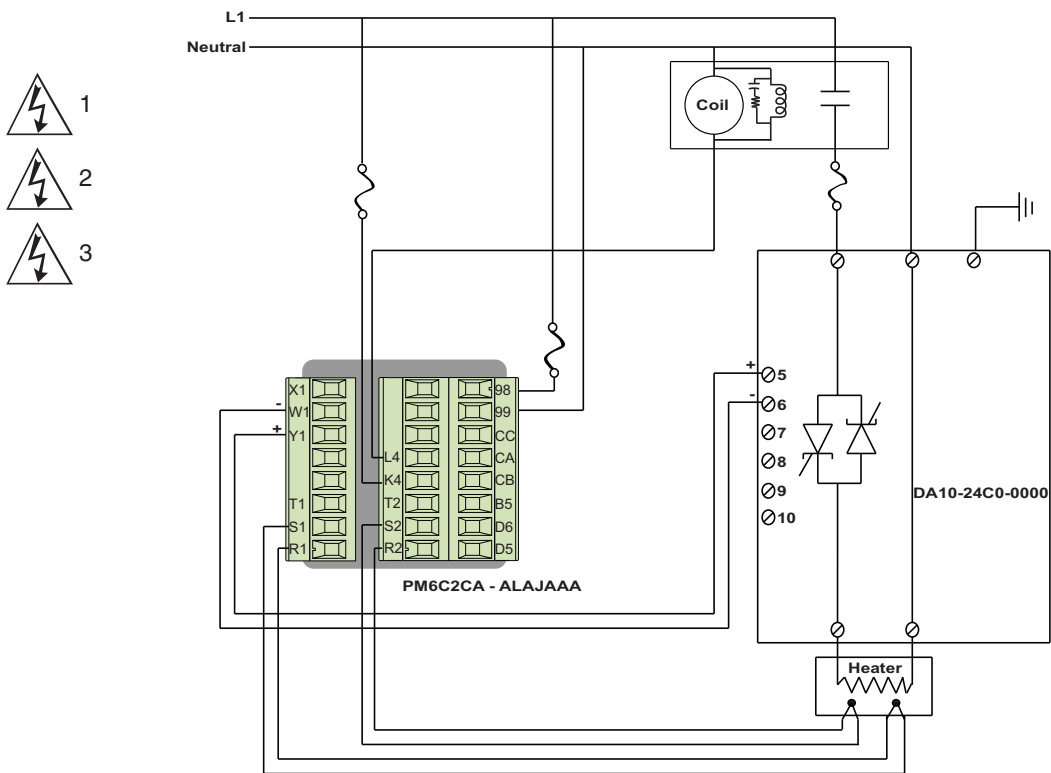 L1
Neutral
1
2
3
Coil
+
5
-
6
7
8
9
10
DA10-24C0-0000
X1
- W1
+ Y1
T1
S1
R1
L4
K4
T2
S2
R2
98
99
CC
CA
CB
B5
D6
D5
PM6C2CA - ALAJAAA
Heater